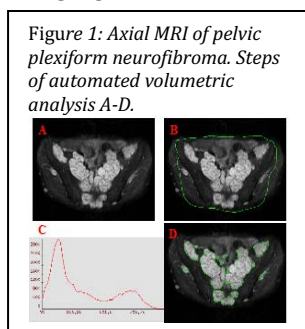 Figure 1: Axial MRI of pelvic
plexiform neurofibroma. Steps
of automated volumetric
analysis A-D.
A
B
C
D